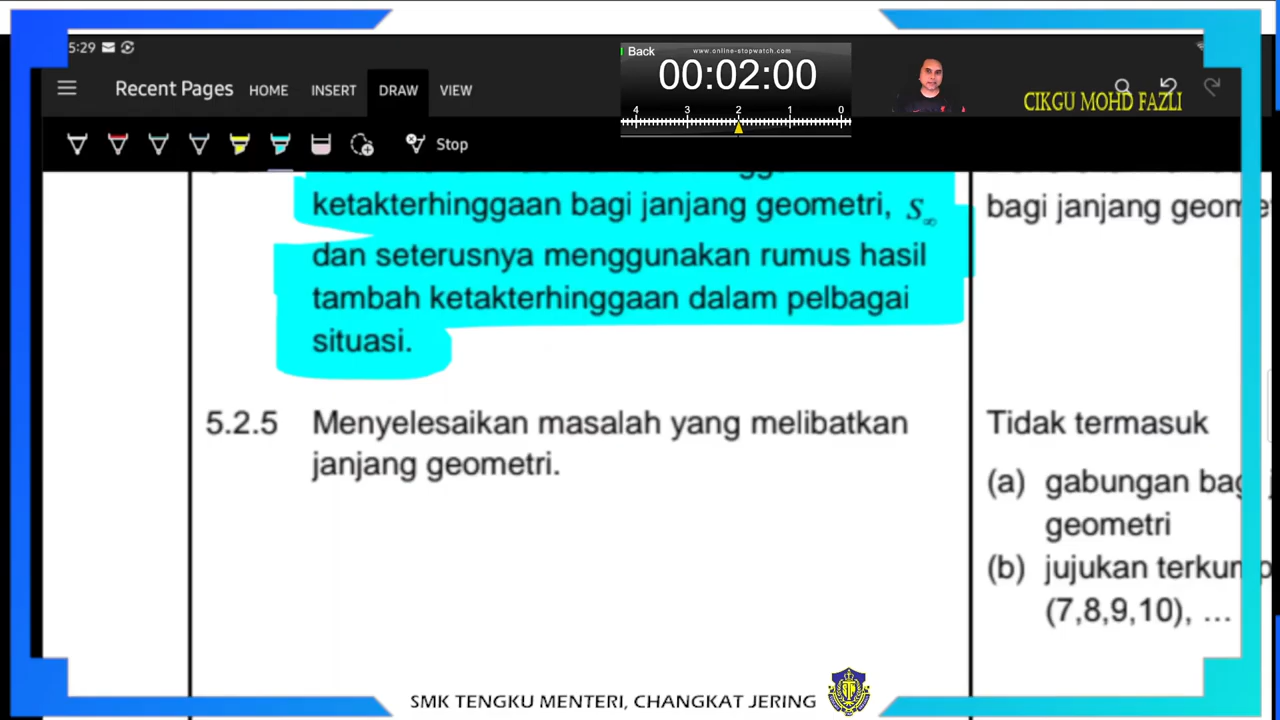 5:29
Back
www.online-stopwatch.com
00:02:00
4 3 2 1 0
CIKGU MOHD FAZLI
Recent Pages HOME INSERT DRAW VIEW
Stop
ketakterhinggaan bagi janjang geometri, S∞
dan seterusnya menggunakan rumus hasil
tambah ketakterhinggaan dalam pelbagai
situasi.
bagi janjang
5.2.5 Menyelesaikan masalah yang melibatkan
janjang geometri.
Tidak termasuk
(a) gabungan
geometri
(b) jujukan
(7,8,9,10), ...
SMK TENGKU MENTERI, CHANGKAT JERING